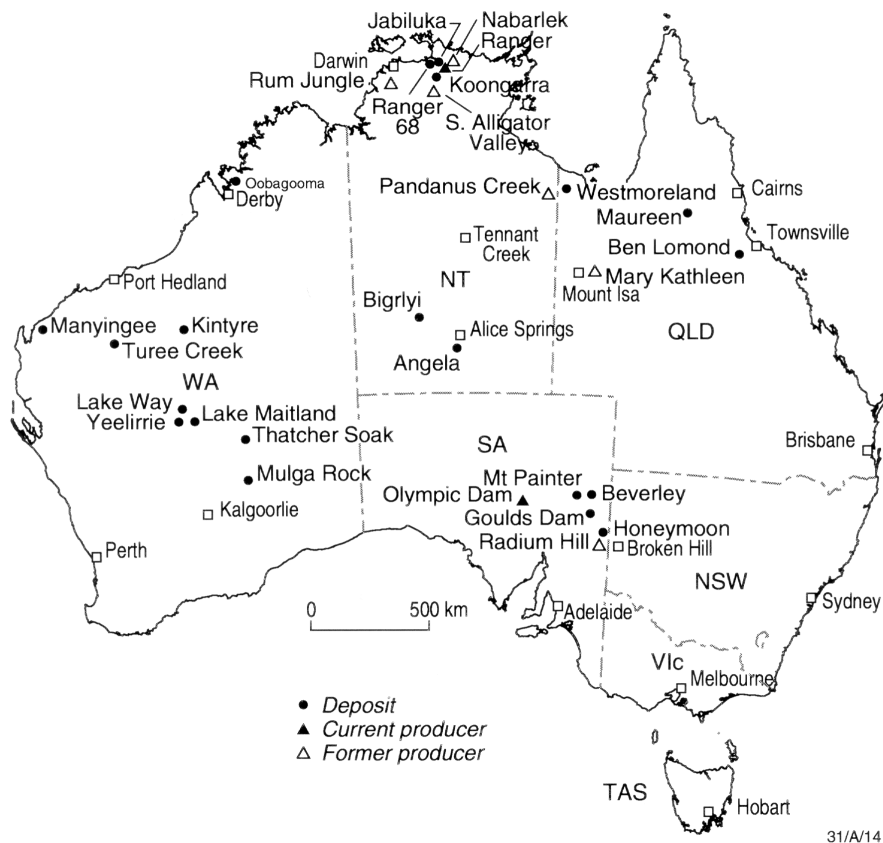 Jabiluka
Nabarlek
Ranger
Darwin
Rum Jungle
Koongarra
Ranger
68
S. Alligator
Valley
Oobagooma
Derby
Pandanus Creek
Westmoreland
Maureen
Cairns
Tennant
Creek
Ben Lomond
Townsville
Port Hedland
NT
Mary Kathleen
Mount Isa
Bigrlyi
Manyingee
Kintyre
Turee Creek
Alice Springs
Angela
QLD
WA
Lake Way
Yeelirrie
Lake Maitland
Thatcher Soak
SA
Brisbane
Mulga Rock
Mt Painter
Olympic Dam
Beverley
Kalgoorlie
Goulds Dam
Honeymoon
Radium Hill
Broken Hill
Perth
NSW
0
500 km
Adelaide
Sydney
VIc
Melbourne
Deposit
Current producer
Former producer
TAS
Hobart
31/A/14